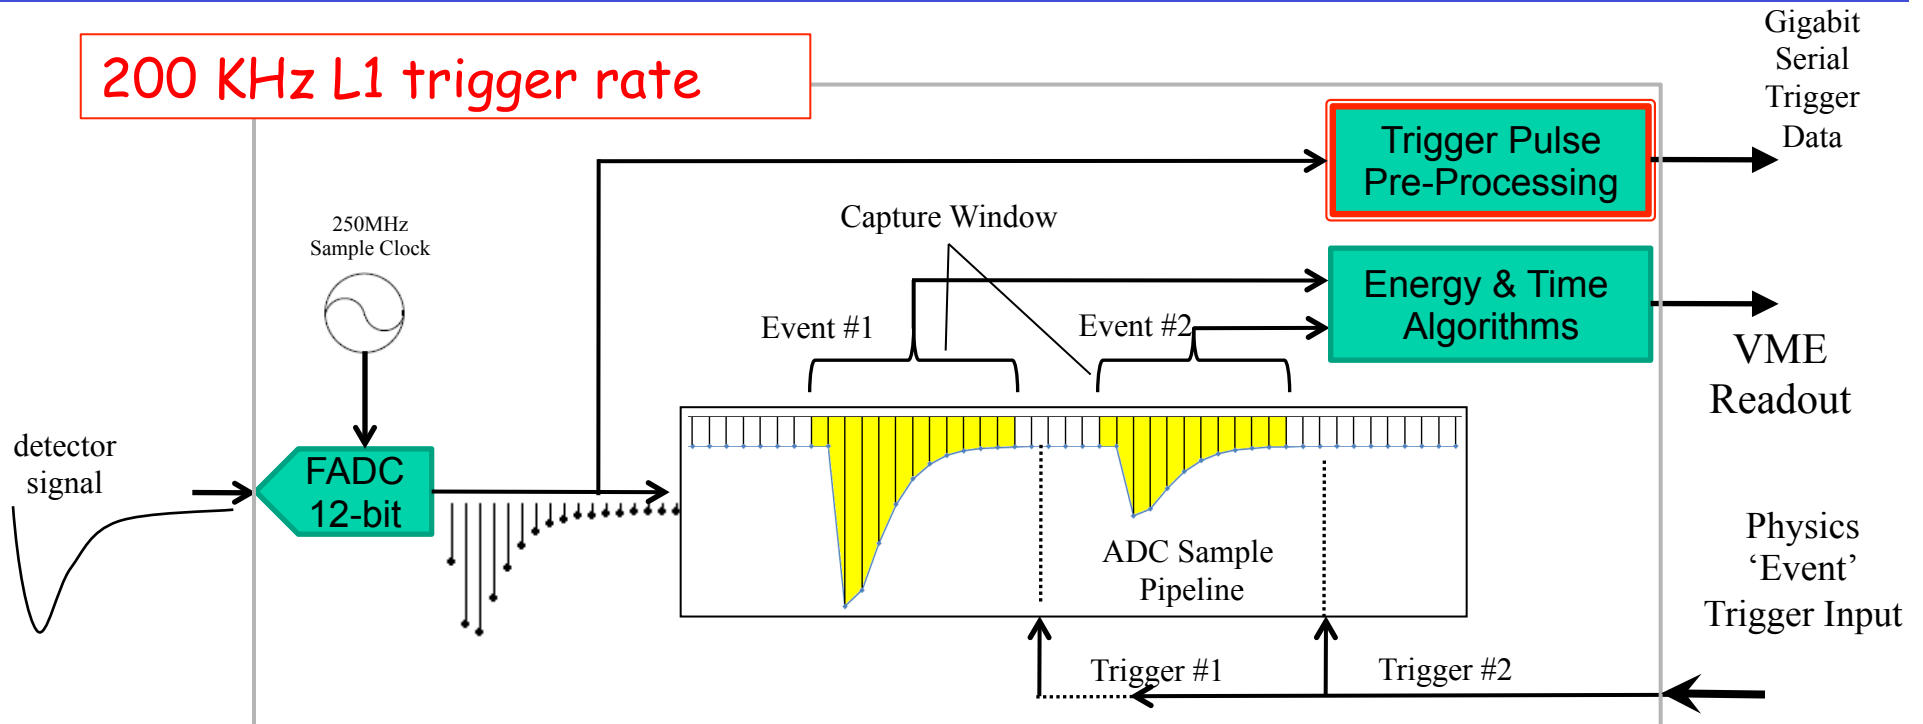 200 KHz L1 trigger rate
Gigabit
Serial
Trigger
Data
Trigger Pulse
Pre-Processing
250MHz
Sample Clock
Capture Window
Energy & Time
Algorithms
Event #1
Event #2
VME
Readout
detector
signal
FADC
12-bit
ADC Sample
Pipeline
Physics
‘Event’
Trigger Input
Trigger #1
Trigger #2